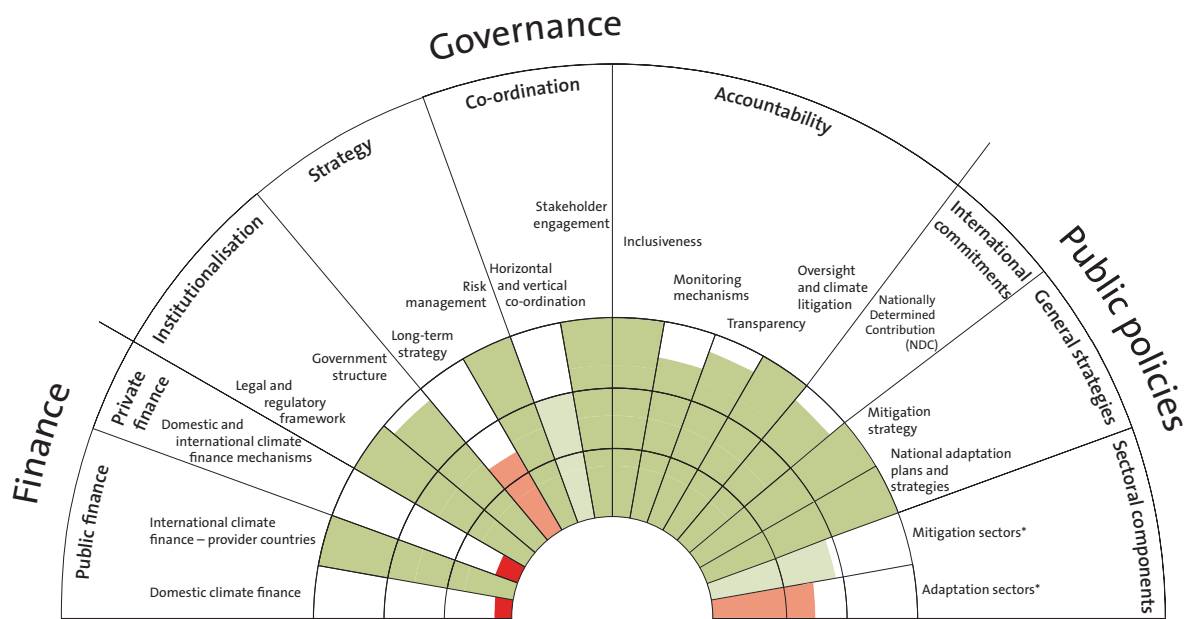 Governance
Finance
Public policies
Public finance
Private
finance
Institutionalisation
Strategy
Co-ordination
Accountability
International
commitments
General strategies
Sectoral components
Domestic climate finance
International climate
finance – provider countries
Domestic and
international climate
finance mechanisms
Legal and
regulatory
framework
Government
structure
Long-term
strategy
Risk
management
Horizontal
and vertical
co-ordination
Stakeholder
engagement
Inclusiveness
Monitoring
mechanisms
Transparency
Oversight
and climate
litigation
Nationally
Determined
Contribution
(NDC)
Mitigation
strategy
National adaptation
plans and
strategies
Mitigation sectors*
Adaptation sectors*